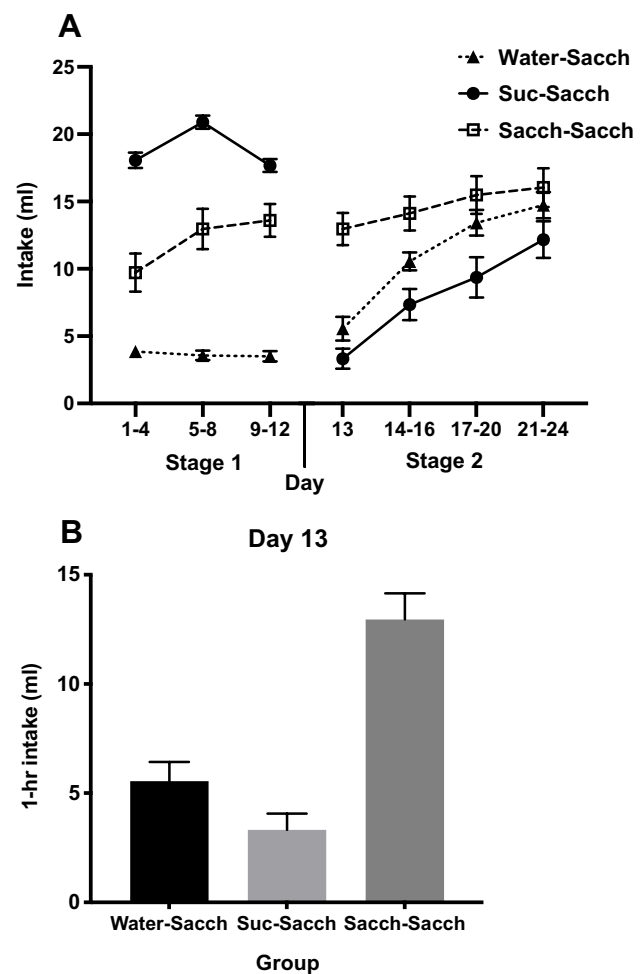 A
Water-Sacch
Suc-Sacch
Sacch-Sacch
25
20
15
10
5
0
Intake (ml)
1-4 5-8 9-12 13 14-16 17-20 21-24
Stage 1 Stage 2
Day
B Day 13
15
10
5
0
1-hr intake (ml)
Water-Sacch Suc-Sacch Sacch-Sacch
Group